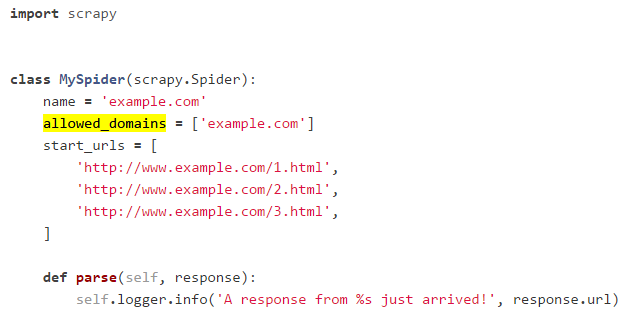 import scrapy
class MySpider(scrapy.Spider):
    name = 'example.com'
    allowed_domains = ['example.com']
    start_urls = [
        'http://www.example.com/1.html',
        'http://www.example.com/2.html',
        'http://www.example.com/3.html',
    ]
    def parse(self, response):
        self.logger.info('A response from %s just arrived!', response.url)